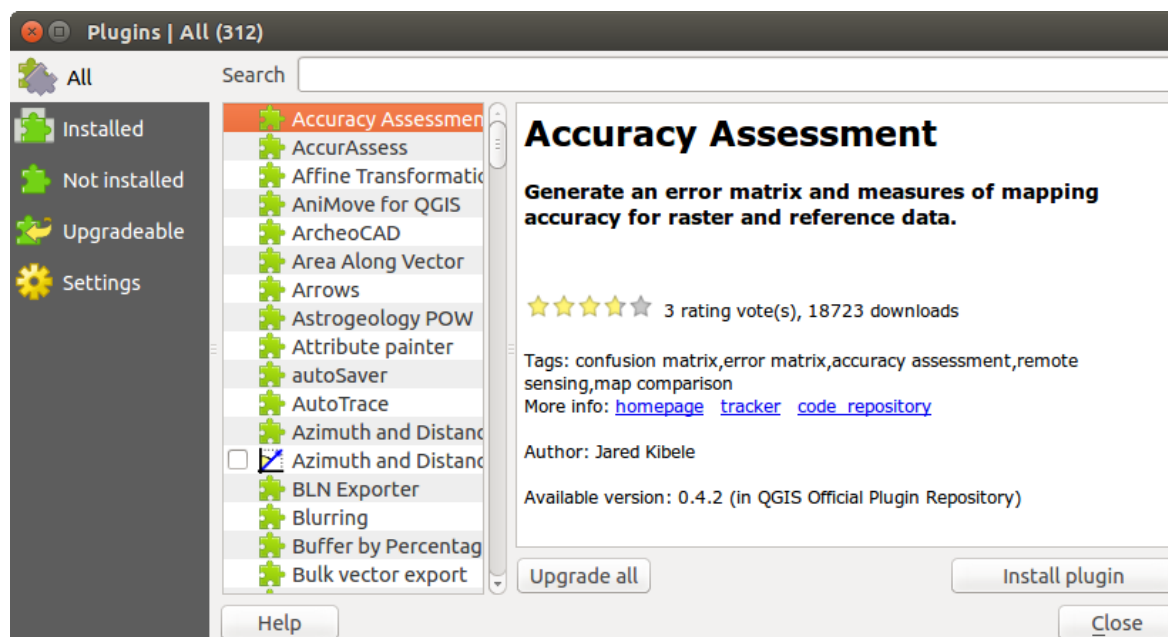 Plugins | All (312)
All
Search
Installed
Not installed
Upgradeable
Settings
Accuracy Assessmen
AccurAssess
Affine Transformatic
AniMove for QGIS
ArcheoCAD
Area Along Vector
Arrows
Astrogeology POW
Attribute painter
autoSaver
AutoTrace
Azimuth and Distanc
Azimuth and Distanc
BLN Exporter
Blurring
Buffer by Percentag
Bulk vector export
Accuracy Assessment
Generate an error matrix and measures of mapping
accuracy for raster and reference data.
3 rating vote(s), 18723 downloads
Tags: confusion matrix,error matrix,accuracy assessment,remote
sensing,map comparison
More info: homepage tracker code_repository
Author: Jared Kibele
Available version: 0.4.2 (in QGIS Official Plugin Repository)
Upgrade all
Install plugin
Help
Close